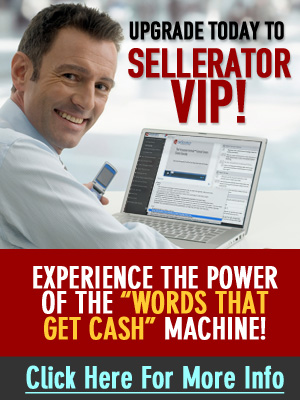 UPGRADE TODAY TO
SELLERATOR
VIP!
EXPERIENCE THE POWER
OF THE “WORDS THAT
GET CASH” MACHINE!
Click Here For More Info